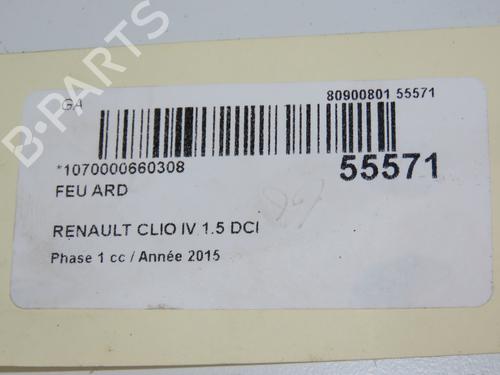 GA
80900801 55571
*1070000660308
55571
FEU ARD
RENAULT CLIO IV 1.5 DCI
Phase 1 cc / Année 2015
B-PARTS